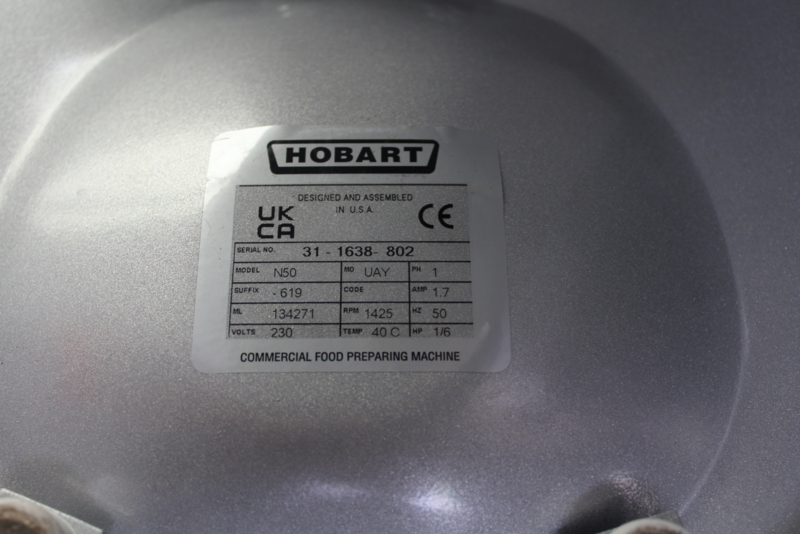 HOBART
DESIGNED AND ASSEMBLED
IN U.S.A.
UK
CA
CE
SERIAL NO. 31 - 1638- 802
MODEL N50 MO UAY PH 1
SUFFIX - 619 CODE AMP 1.7
ML 134271 RPM 1425 HZ 50
VOLTS 230 TEMP. 40 C HP 1/6
COMMERCIAL FOOD PREPARING MACHINE